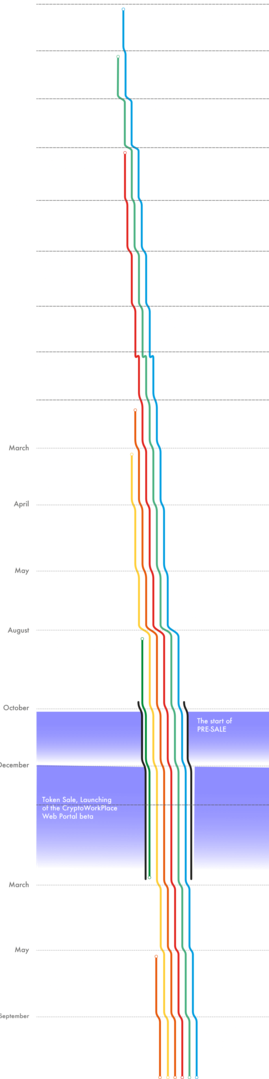 March
April
May
August
October
The start of
PRE-SALE
December
Token Sale, Launching
of the CryptoWorkPlace
Web Portal beta
March
May
September